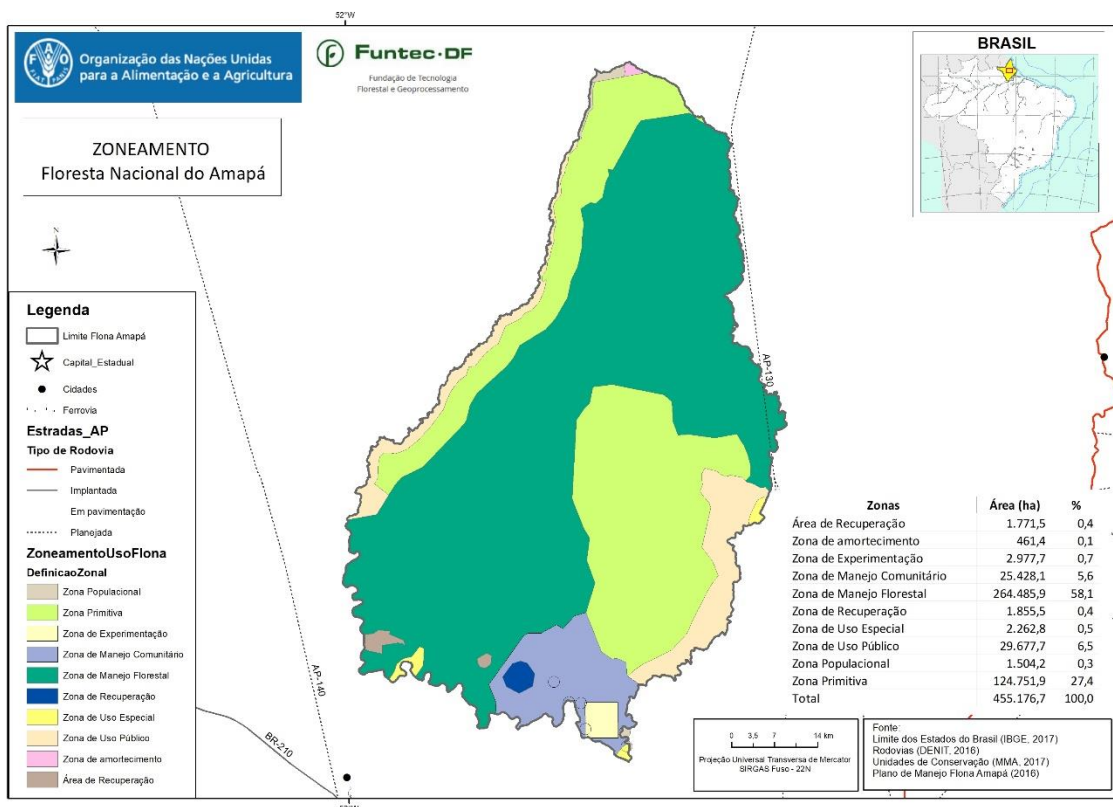 52°W
FAO
FIAT PANIS
Organização das Nações Unidas
para a Alimentação e a Agricultura
Funtec·DF
Fundação de Tecnologia
Florestal e Geoprocessamento
BRASIL
ZONEAMENTO
Floresta Nacional do Amapá
AP-130
AP-140
BR-210
Legenda
Limite Flona Amapá
Capital_Estadual
Cidades
Ferrovia
Estradas_AP
Tipo de Rodovia
Pavimentada
Implantada
Em pavimentação
Planejada
ZoneamentoUsoFlona
DefinicaoZonal
Zona Populacional
Zona Primitiva
Zona de Experimentação
Zona de Manejo Comunitário
Zona de Manejo Florestal
Zona de Recuperação
Zona de Uso Especial
Zona de Uso Público
Zona de amortecimento
Área de Recuperação
Zonas Área (ha) %
Área de Recuperação 1.771,5 0,4
Zona de amortecimento 461,4 0,1
Zona de Experimentação 2.977,7 0,7
Zona de Manejo Comunitário 25.428,1 5,6
Zona de Manejo Florestal 264.485,9 58,1
Zona de Recuperação 1.855,5 0,4
Zona de Uso Especial 2.262,8 0,5
Zona de Uso Público 29.677,7 6,5
Zona Populacional 1.504,2 0,3
Zona Primitiva 124.751,9 27,4
Total 455.176,7 100,0
0 3,5 7 14 km
Projeção Universal Transversa de Mercator
SIRGAS Fuso - 22N
Fonte:
Limite dos Estados do Brasil (IBGE, 2017)
Rodovias (DENIT, 2016)
Unidades de Conservação (MMA, 2017)
Plano de Manejo Flona Amapá (2016)